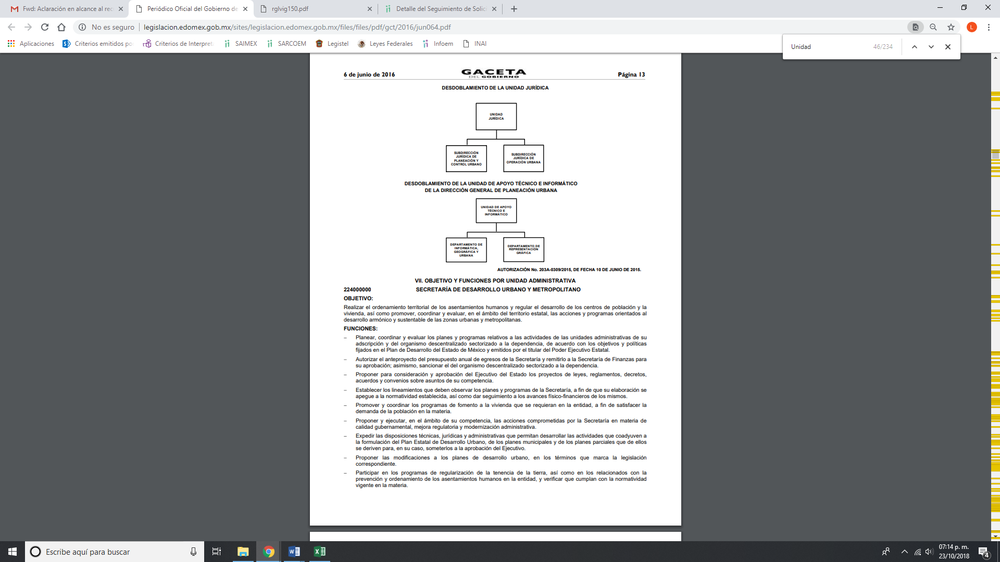 Fwd: Aclaración en alcance al rec
Periódico Oficial del Gobierno de
rglvig150.pdf
Detalle del Seguimiento de Solici
No es seguro
legislacion.edomex.gob.mx/sites/legislacion.edomex.gob.mx/files/files/pdf/gct/2016/jun064.pdf
L
Aplicaciones
Criterios emitidos po
Criterios de Interpret
SAIMEX
SARCOEM
Legistel
Leyes Federales
Infoem
INAI
Unidad
46/234
6 de junio de 2016
GACETA
DEL GOBIERNO
Página 13
DESDOBLAMIENTO DE LA UNIDAD JURÍDICA
UNIDAD
JURÍDICA
SUBDIRECCIÓN
JURÍDICA DE
PLANEACIÓN Y
CONTROL URBANO
SUBDIRECCIÓN
JURÍDICA DE
OPERACIÓN URBANA
DESDOBLAMIENTO DE LA UNIDAD DE APOYO TÉCNICO E INFORMÁTICO
DE LA DIRECCIÓN GENERAL DE PLANEACIÓN URBANA
UNIDAD DE APOYO
TÉCNICO E
INFORMÁTICO
DEPARTAMENTO DE
INFORMÁTICA,
GEOGRÁFICA Y
URBANA
DEPARTAMENTO DE
REPRESENTACIÓN
GRÁFICA
AUTORIZACIÓN No. 203A-0309/2015, DE FECHA 10 DE JUNIO DE 2015.
VII. OBJETIVO Y FUNCIONES POR UNIDAD ADMINISTRATIVA
224000000 SECRETARÍA DE DESARROLLO URBANO Y METROPOLITANO
OBJETIVO:
Realizar el ordenamiento territorial de los asentamientos humanos y regular el desarrollo de los centros de población y la
vivienda, así como promover, coordinar y evaluar, en el ámbito del territorio estatal, las acciones y programas orientados al
desarrollo armónico y sustentable de las zonas urbanas y metropolitanas.
FUNCIONES:
– Planear, coordinar y evaluar los planes y programas relativos a las actividades de las unidades administrativas de su
adscripción y del organismo descentralizado sectorizado a la dependencia, de acuerdo con los objetivos y políticas
fijados en el Plan de Desarrollo del Estado de México y emitidos por el titular del Poder Ejecutivo Estatal.
– Autorizar el anteproyecto del presupuesto anual de egresos de la Secretaría y remitirlo a la Secretaría de Finanzas para
su aprobación; asimismo, sancionar el del organismo descentralizado sectorizado a la dependencia.
– Proponer para consideración y aprobación del Ejecutivo del Estado los proyectos de leyes, reglamentos, decretos,
acuerdos y convenios sobre asuntos de su competencia.
– Establecer los lineamientos que deben observar los planes y programas de la Secretaría, a fin de que su elaboración se
apegue a la normatividad establecida, así como dar seguimiento a los avances físico-financieros de los mismos.
– Promover y coordinar los programas de fomento a la vivienda que se requieran en la entidad, a fin de satisfacer la
demanda de la población en la materia.
– Proponer y ejecutar, en el ámbito de su competencia, las acciones comprometidas por la Secretaría en materia de
calidad gubernamental, mejora regulatoria y modernización administrativa.
– Expedir las disposiciones técnicas, jurídicas y administrativas que permitan desarrollar las actividades que coadyuven a
la formulación del Plan Estatal de Desarrollo Urbano, de los planes municipales y de los planes parciales que de ellos
se deriven para, en su caso, someterlos a la aprobación del Ejecutivo.
– Proponer las modificaciones a los planes de desarrollo urbano, en los términos que marca la legislación
correspondiente.
– Participar en los programas de regularización de la tenencia de la tierra, así como en los relacionados con la
prevención y ordenamiento de los asentamientos humanos en la entidad, y verificar que cumplan con la normatividad
vigente en la materia.
Escribe aquí para buscar
07:14 p. m.
23/10/2018
4